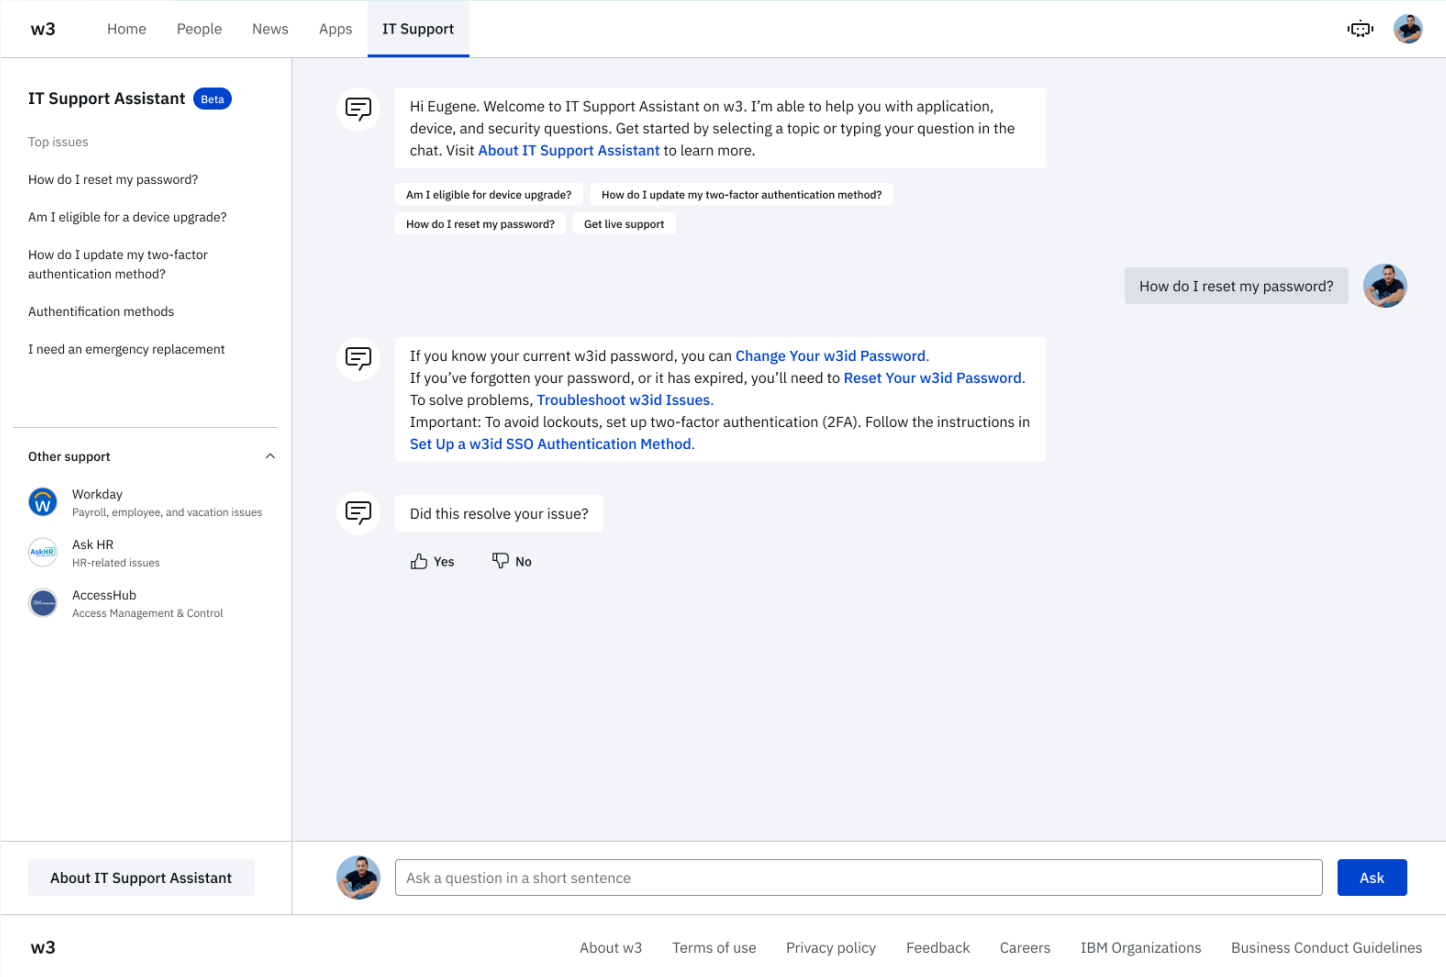 w3
Home
People
News
Apps
IT Support
IT Support Assistant
Beta
Top issues
How do I reset my password?
Am I eligible for a device upgrade?
How do I update my two-factor
authentication method?
Authentification methods
I need an emergency replacement
Other support
W
Workday
Payroll, employee, and vacation issues
AskHR
Ask HR
HR-related issues
AccessHub
Access Management & Control
About IT Support Assistant
Hi Eugene. Welcome to IT Support Assistant on w3. I’m able to help you with application,
device, and security questions. Get started by selecting a topic or typing your question in the
chat. Visit About IT Support Assistant to learn more.
Am I eligible for device upgrade?
How do I update my two-factor authentication method?
How do I reset my password?
Get live support
How do I reset my password?
If you know your current w3id password, you can Change Your w3id Password.
If you’ve forgotten your password, or it has expired, you’ll need to Reset Your w3id Password.
To solve problems, Troubleshoot w3id Issues.
Important: To avoid lockouts, set up two-factor authentication (2FA). Follow the instructions in
Set Up a w3id SSO Authentication Method.
Did this resolve your issue?
Yes
No
Ask a question in a short sentence
Ask
w3
About w3
Terms of use
Privacy policy
Feedback
Careers
IBM Organizations
Business Conduct Guidelines